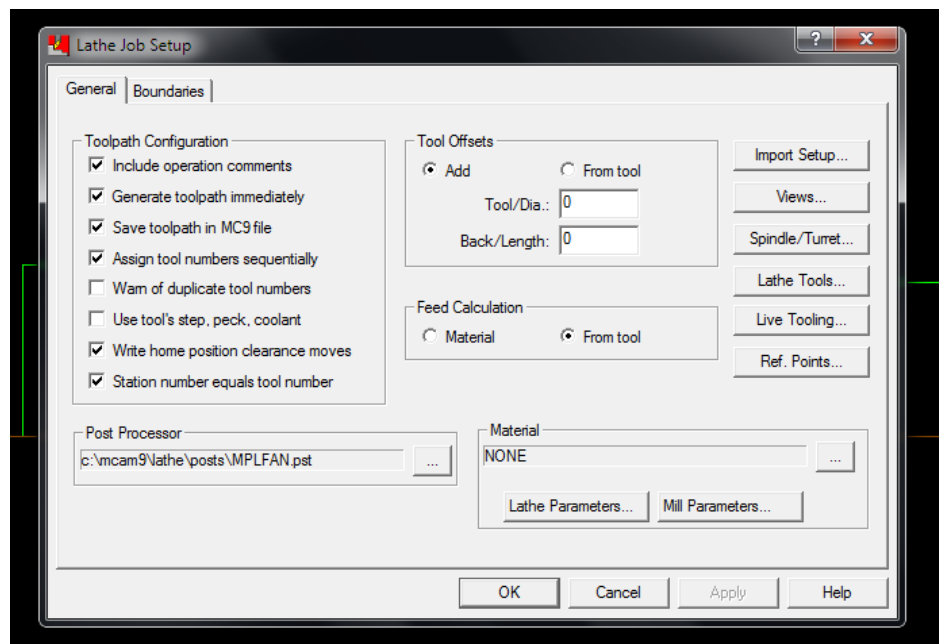 Lathe Job Setup
?
General
Boundaries
Toolpath Configuration
Include operation comments
Generate toolpath immediately
Save toolpath in MC9 file
Assign tool numbers sequentially
Warn of duplicate tool numbers
Use tool's step, peck, coolant
Write home position clearance moves
Station number equals tool number
Tool Offsets
Add
From tool
Tool/Dia.: 0
Back/Length: 0
Feed Calculation
Material
From tool
Import Setup...
Views...
Spindle/Turret...
Lathe Tools...
Live Tooling...
Ref. Points...
Post Processor
c:\mcam9\lathe\posts\MPLFAN.pst
...
Material
NONE
...
Lathe Parameters...
Mill Parameters...
OK
Cancel
Apply
Help